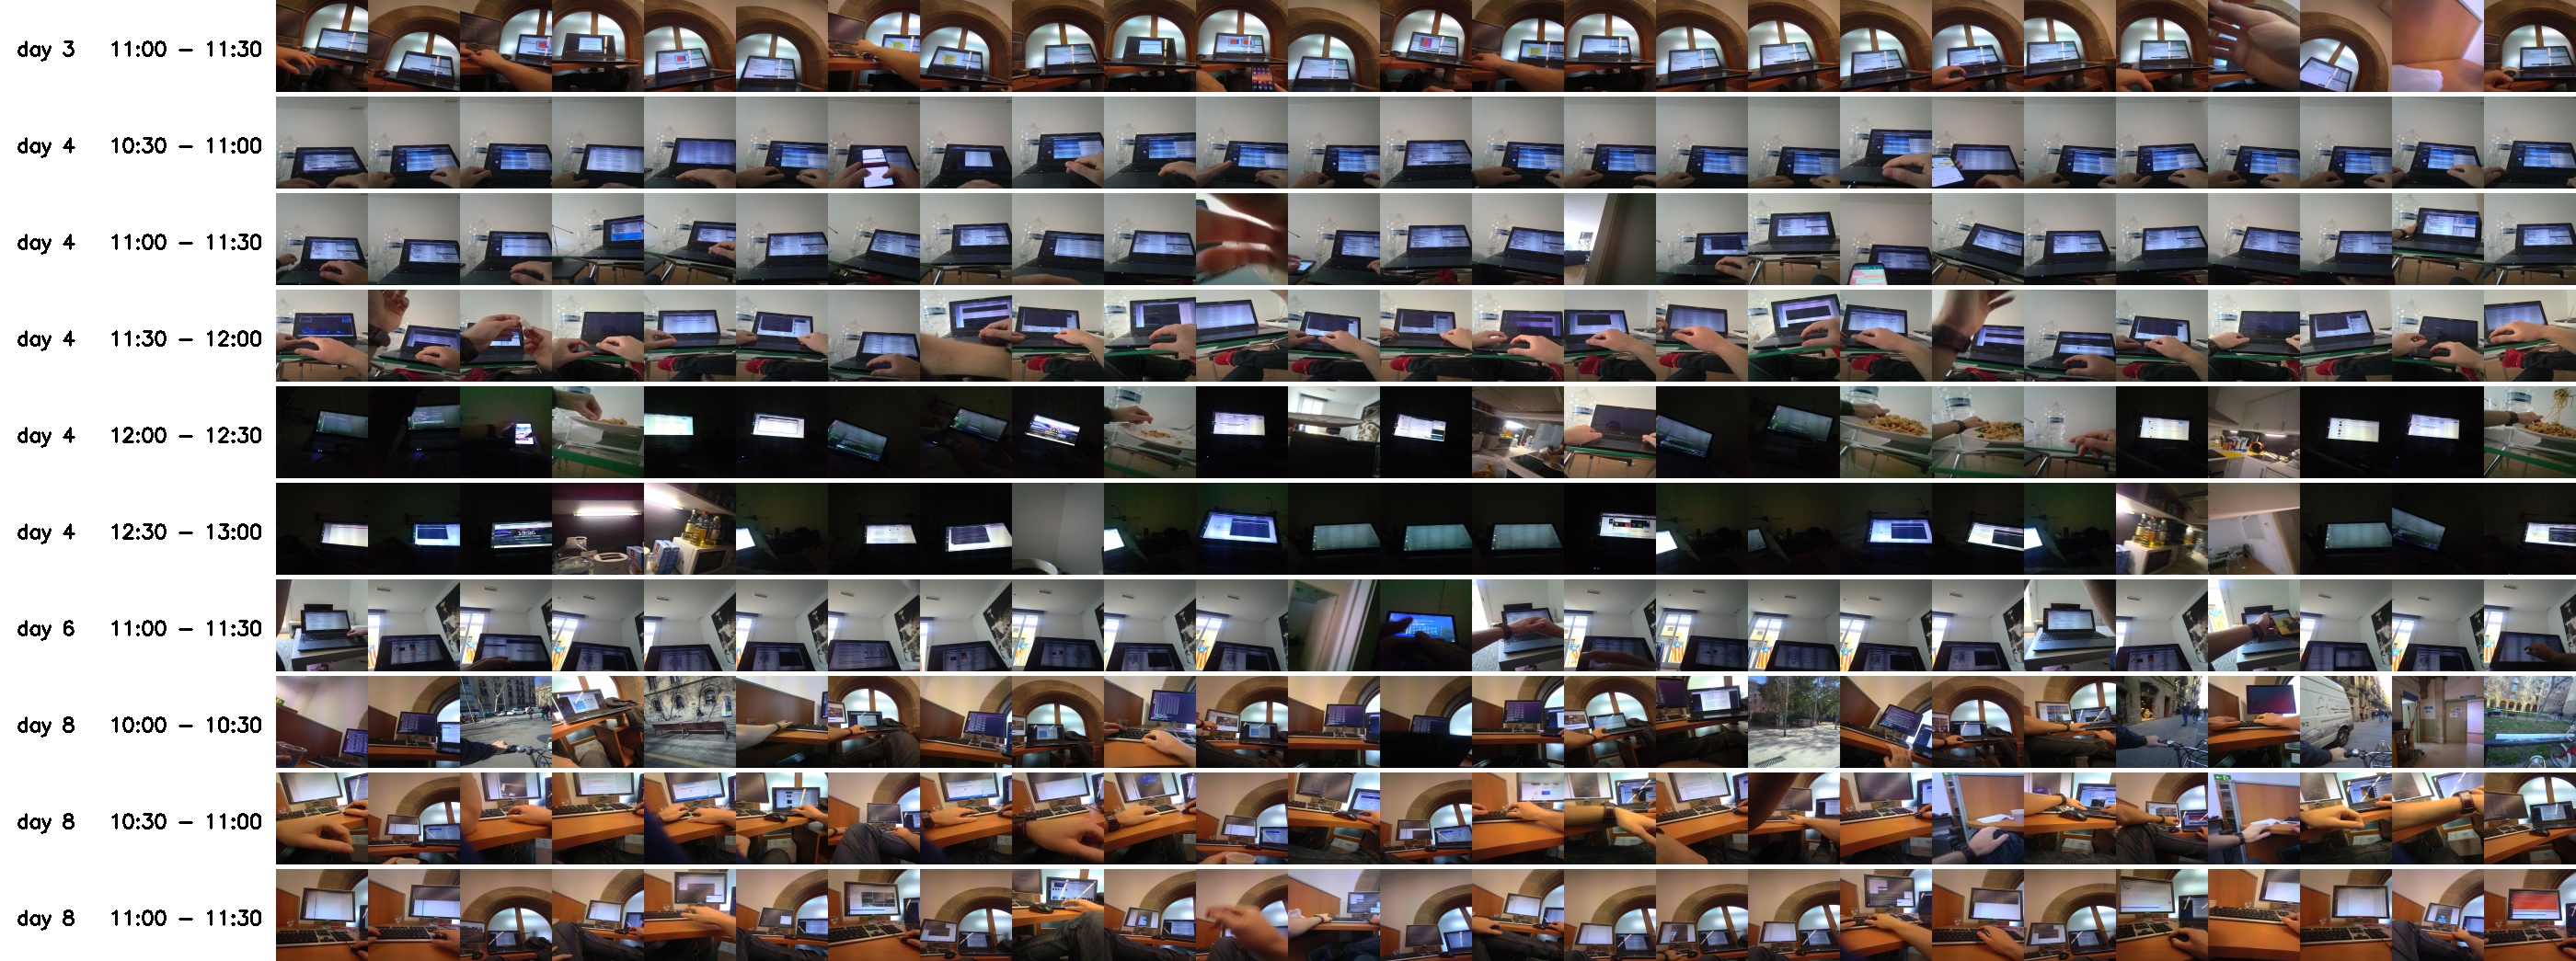 day 3 11:00 - 11:30
day 4 10:30 - 11:00
day 4 11:00 - 11:30
day 4 11:30 - 12:00
day 4 12:00 - 12:30
day 4 12:30 - 13:00
day 6 11:00 - 11:30
day 8 10:00 - 10:30
day 8 10:30 - 11:00
day 8 11:00 - 11:30